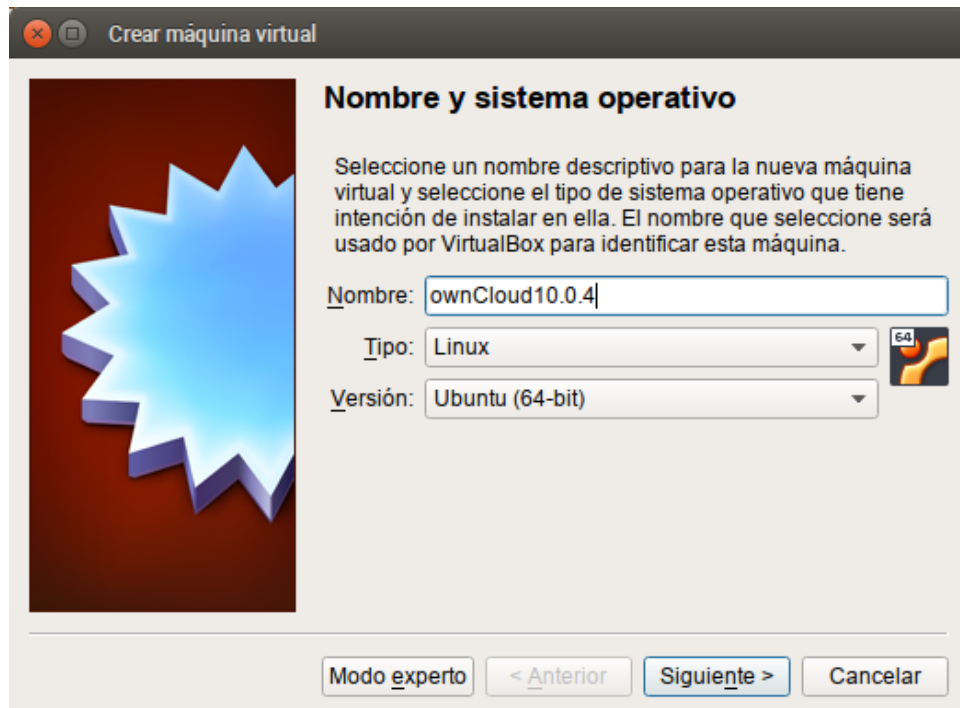 Crear máquina virtual
Nombre y sistema operativo
Seleccione un nombre descriptivo para la nueva máquina
virtual y seleccione el tipo de sistema operativo que tiene
intención de instalar en ella. El nombre que seleccione será
usado por VirtualBox para identificar esta máquina.
Nombre: ownCloud10.0.4
Tipo: Linux
64
Versión: Ubuntu (64-bit)
Modo experto < Anterior Siguiente > Cancelar